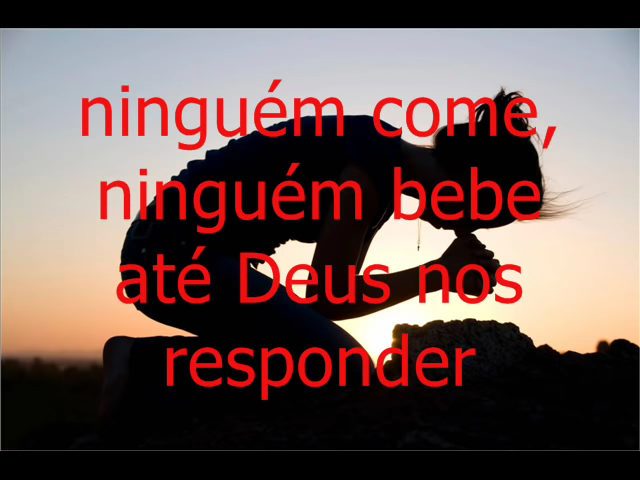 ninguém come,
ninguém bebe
até Deus nos
responder